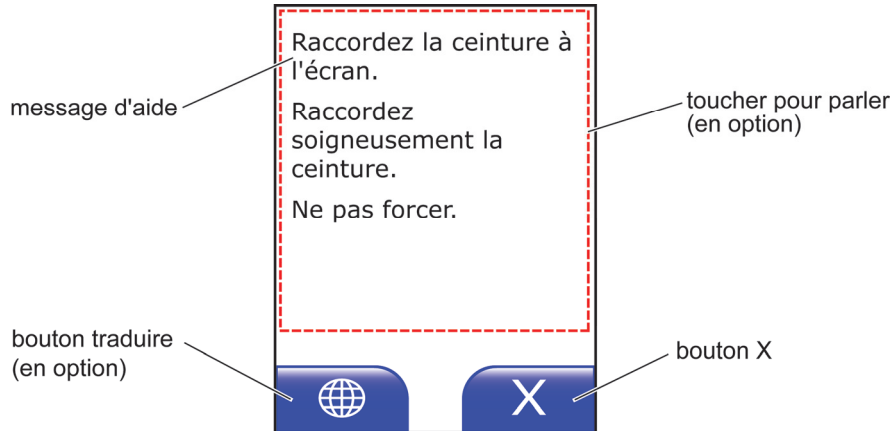 Raccordez la ceinture à
l'écran.
Raccordez
soigneusement la
ceinture.
Ne pas forcer.
message d'aide
toucher pour parler
(en option)
bouton traduire
(en option)
bouton X
X